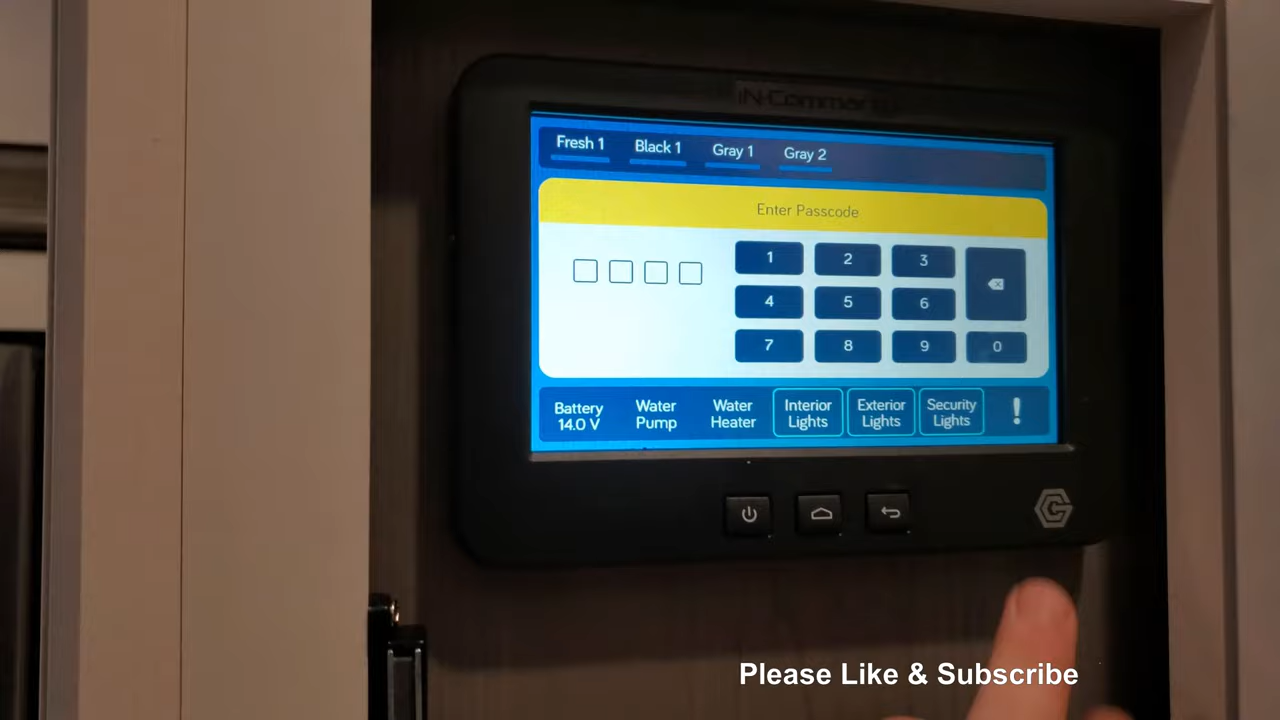 iN·Command
Fresh 1 Black 1 Gray 1 Gray 2
Enter Passcode
1 2 3
4 5 6
7 8 9 0
Battery Water Water Interior Exterior Security !
14.0 V Pump Heater Lights Lights Lights
Please Like & Subscribe